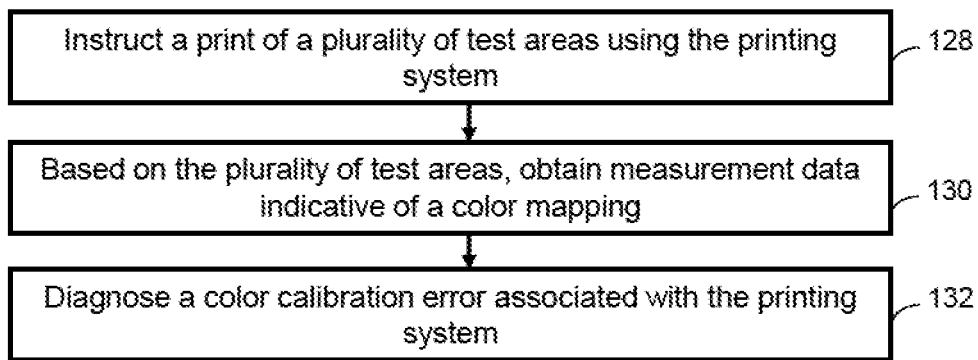 Instruct a print of a plurality of test areas using the printing
system
128
Based on the plurality of test areas, obtain measurement data
indicative of a color mapping
130
Diagnose a color calibration error associated with the printing
system
132